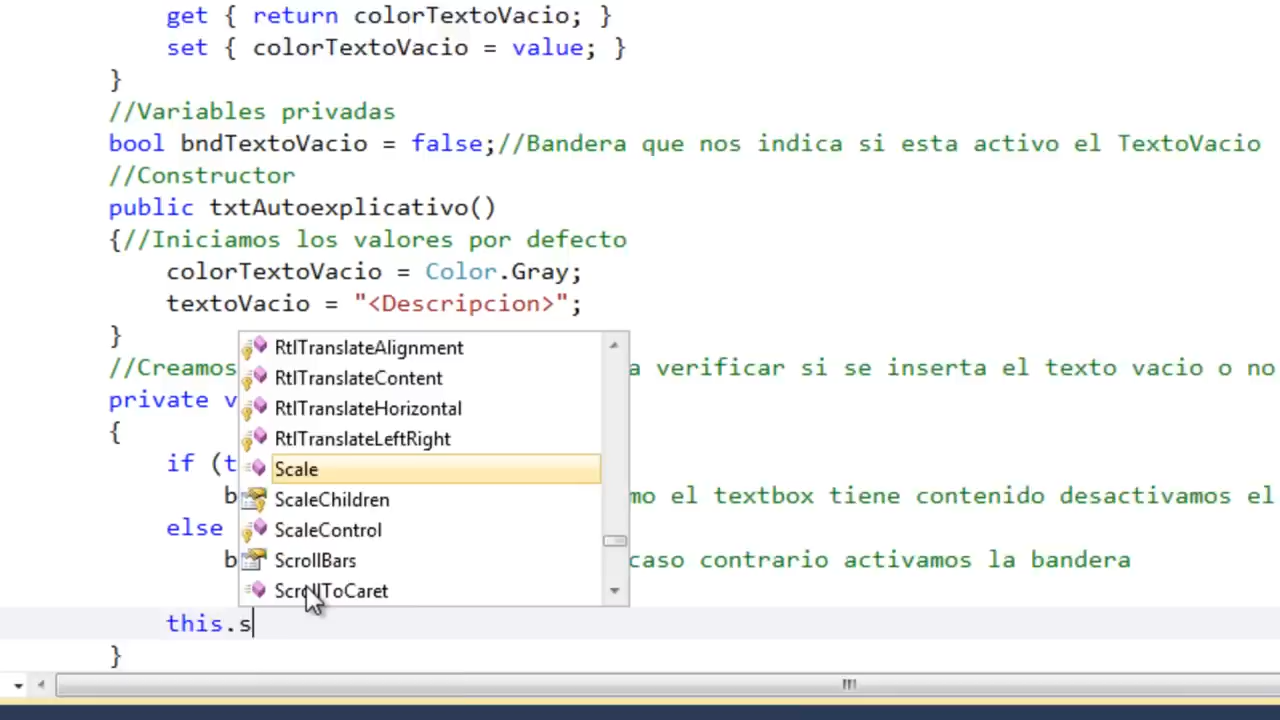 get { return colorTextoVacio; }
set { colorTextoVacio = value; }
}
//Variables privadas
bool bndTextoVacio = false;//Bandera que nos indica si esta activo el TextoVacio
//Constructor
public txtAutoexplicativo()
{//Iniciamos los valores por defecto
colorTextoVacio = Color.Gray;
textoVacio = "<Descripcion>";
}
//Creamos a verificar si se inserta el texto vacio o no
private v
{
if (t
b mo el textbox tiene contenido desactivamos el
else
b caso contrario activamos la bandera
this.s
}
RtlTranslateAlignment
RtlTranslateContent
RtlTranslateHorizontal
RtlTranslateLeftRight
Scale
ScaleChildren
ScaleControl
ScrollBars
ScrollToCaret